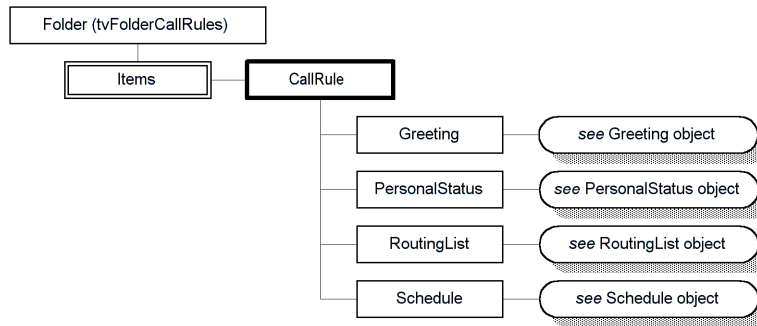 Folder (tvFolderCallRules)
Items
CallRule
Greeting
see Greeting object
PersonalStatus
see PersonalStatus object
RoutingList
see RoutingList object
Schedule
see Schedule object